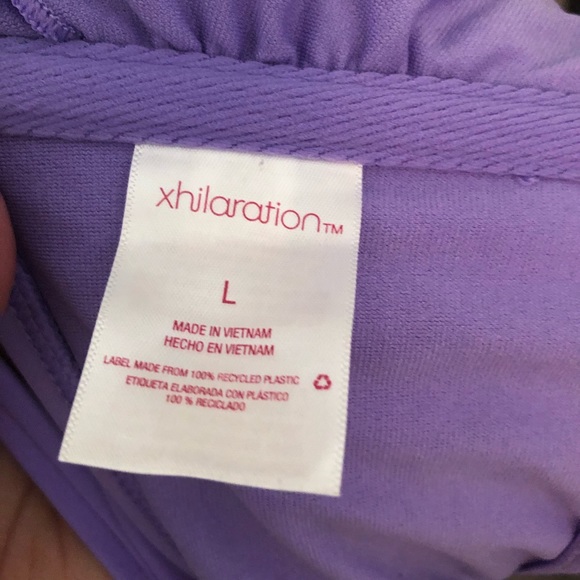 xhilaration™
L
MADE IN VIETNAM
HECHO EN VIETNAM
LABEL MADE FROM 100% RECYCLED PLASTIC
ETIQUETA ELABORADA CON PLÁSTICO
100 % RECICLADO